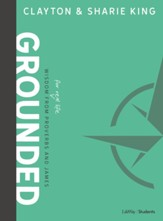 CLAYTON & SHARIE KING
GROUNDED
WISDOM FROM PROVERBS AND JAMES
for real life
LifeWay | Students